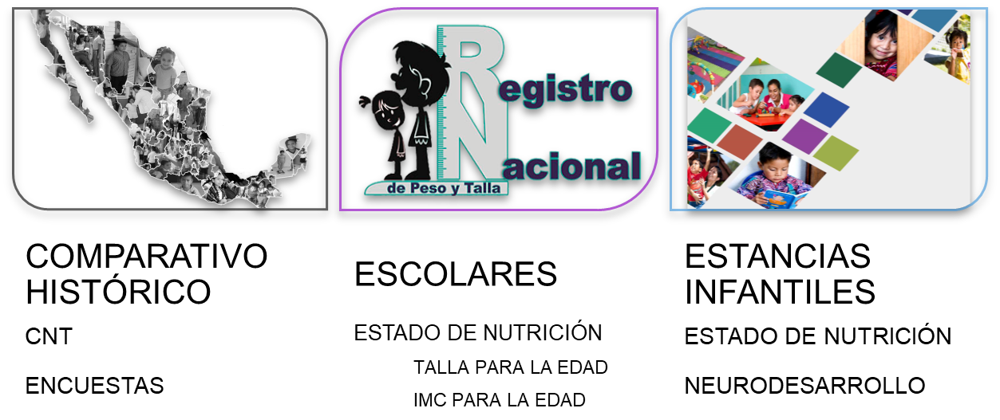 Registro
Nacional
de Peso y Talla
COMPARATIVO
HISTÓRICO
CNT
ENCUESTAS
ESCOLARES
ESTADO DE NUTRICIÓN
TALLA PARA LA EDAD
IMC PARA LA EDAD
ESTANCIAS
INFANTILES
ESTADO DE NUTRICIÓN
NEURODESARROLLO